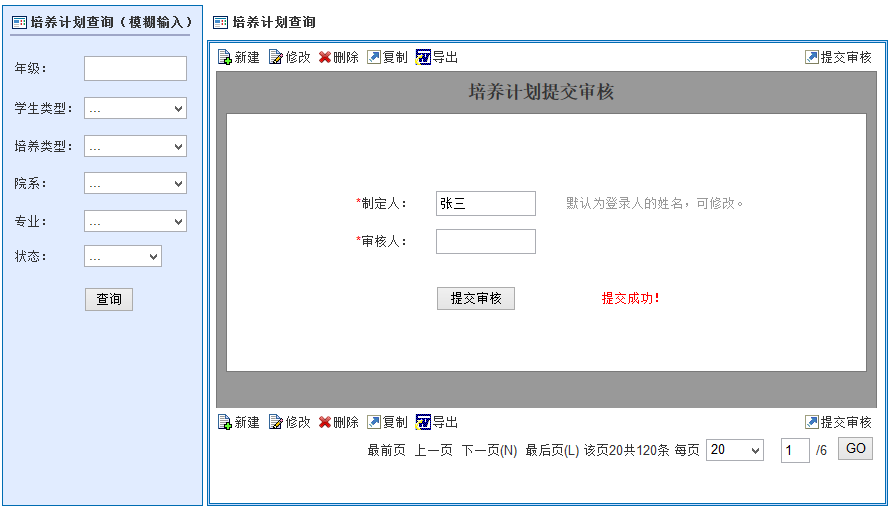 培养计划查询（模糊输入）
年级：
学生类型： ...
培养类型： ...
院系： ...
专业： ...
状态： ...
查询
培养计划查询
新建 修改 删除 复制 导出 提交审核
培养计划提交审核
*制定人： 张三 默认为登录人的姓名，可修改。
*审核人：
提交审核 提交成功！
新建 修改 删除 复制 导出 提交审核
最前页 上一页 下一页(N) 最后页(L) 该页20共120条 每页 20 1 /6 GO